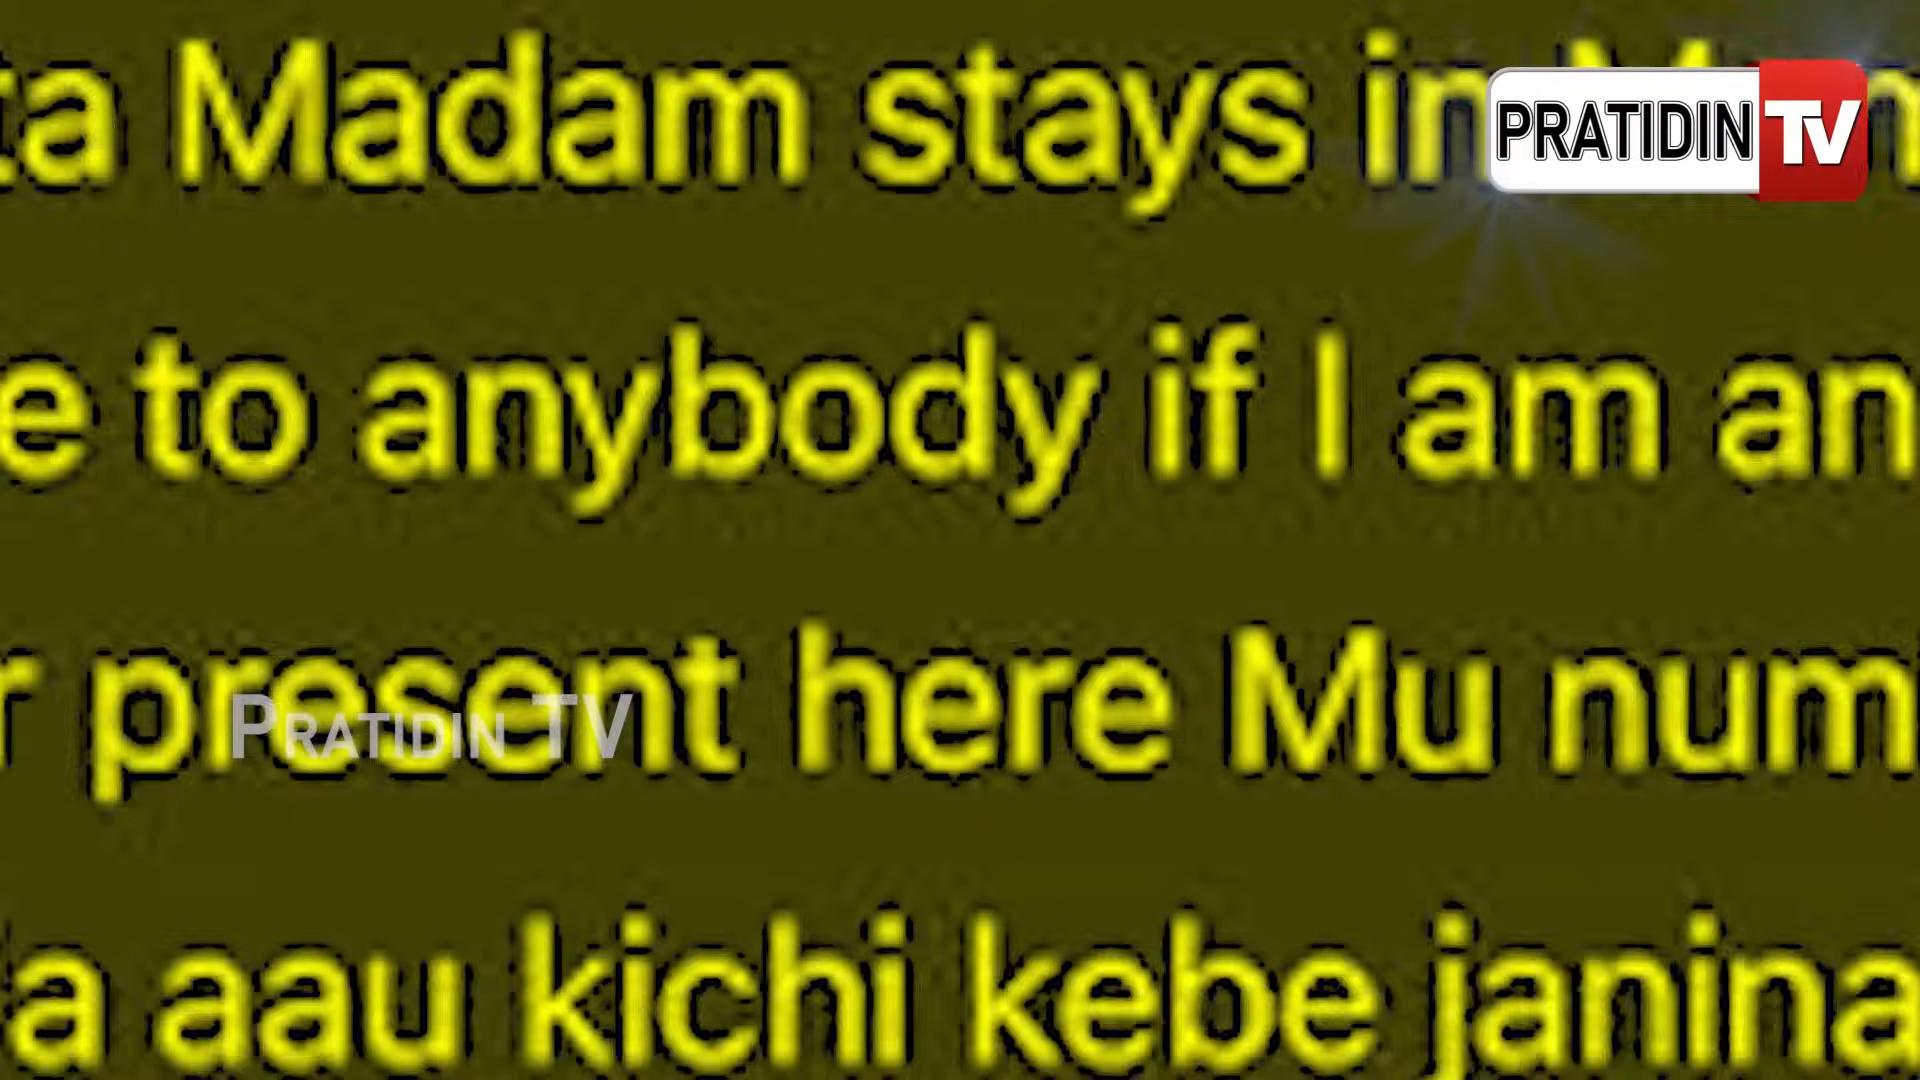 ta Madam stays in
PRATIDIN TV
e to anybody if I am an
r present here Mu num
PRATIDIN TV
a aau kichi kebe janina